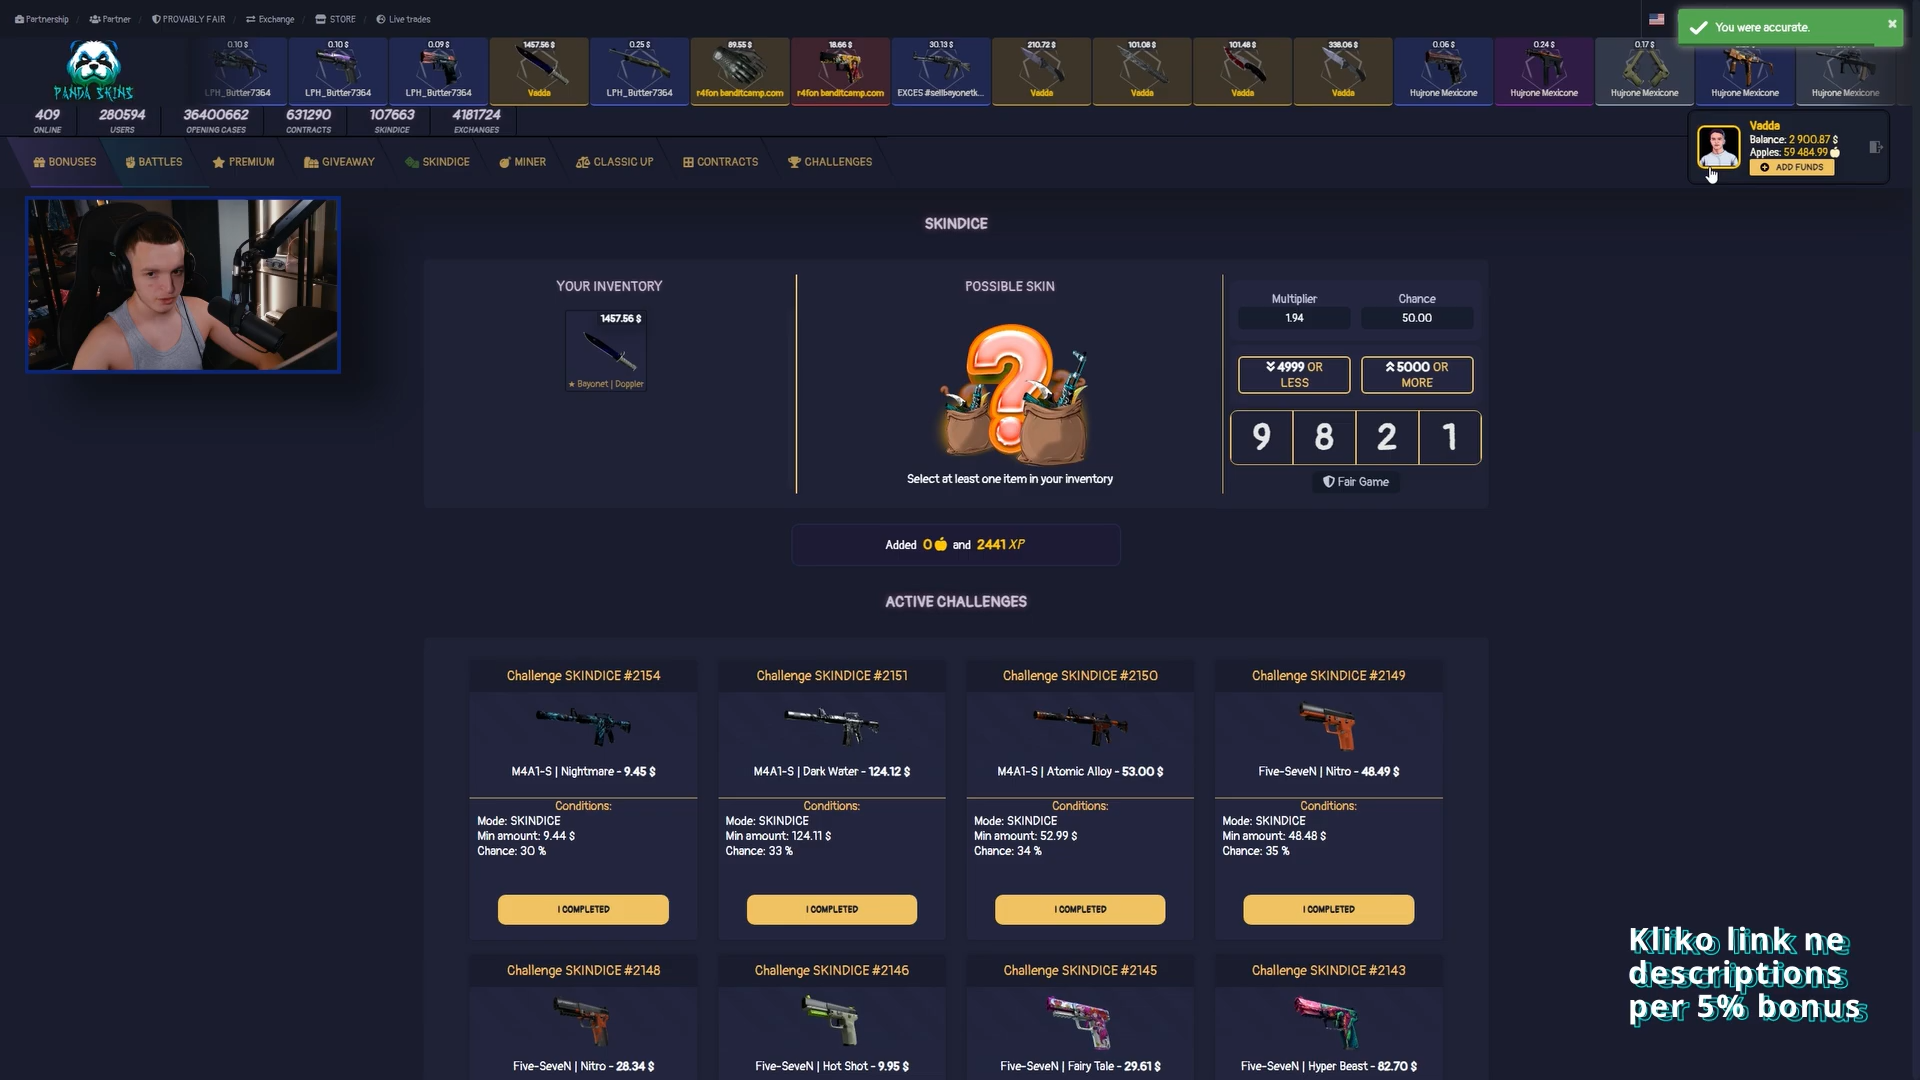 Partnership / Partner / PROVABLY FAIR / Exchange / STORE / Live trades
You were accurate.
PANDA SKINS
0.10 $ 0.10 $ 0.09 $ 1457.56 $ 0.25 $ 89.55 $ 18.66 $ 30.13 $ 210.72 $ 101.08 $ 101.48 $ 338.06 $ 0.06 $ 0.24 $ 0.17 $
LPH_Butter7364 LPH_Butter7364 LPH_Butter7364 Vadda LPH_Butter7364 r4fon banditcamp.com r4fon banditcamp.com EXCES #sellbayonetk... Vadda Vadda Vadda Vadda Hujrone Mexicone Hujrone Mexicone Hujrone Mexicone Hujrone Mexicone Hujrone Mexicone
409 280594 36400662 631290 107663 4181724
ONLINE USERS OPENING CASES CONTRACTS SKINDICE EXCHANGES
Vadda
Balance: 2 900.87 $
Apples: 59 484.99
ADD FUNDS
BONUSES BATTLES PREMIUM GIVEAWAY SKINDICE MINER CLASSIC UP CONTRACTS CHALLENGES
SKINDICE
YOUR INVENTORY
1457.56 $
★ Bayonet | Doppler
POSSIBLE SKIN
Select at least one item in your inventory
Multiplier Chance
1.94 50.00
4999 OR LESS
5000 OR MORE
9 8 2 1
Fair Game
Added 0 and 2441 XP
ACTIVE CHALLENGES
Challenge SKINDICE #2154
M4A1-S | Nightmare - 9.45 $
Conditions:
Mode: SKINDICE
Min amount: 9.44 $
Chance: 30 %
I COMPLETED
Challenge SKINDICE #2151
M4A1-S | Dark Water - 124.12 $
Conditions:
Mode: SKINDICE
Min amount: 124.11 $
Chance: 33 %
I COMPLETED
Challenge SKINDICE #2150
M4A1-S | Atomic Alloy - 53.00 $
Conditions:
Mode: SKINDICE
Min amount: 52.99 $
Chance: 34 %
I COMPLETED
Challenge SKINDICE #2149
Five-SeveN | Nitro - 48.49 $
Conditions:
Mode: SKINDICE
Min amount: 48.48 $
Chance: 35 %
I COMPLETED
Challenge SKINDICE #2148
Five-SeveN | Nitro - 28.34 $
Challenge SKINDICE #2146
Five-SeveN | Hot Shot - 9.95 $
Challenge SKINDICE #2145
Five-SeveN | Fairy Tale - 29.61 $
Challenge SKINDICE #2143
Five-SeveN | Hyper Beast - 82.70 $
Kliko link ne
descriptions
per 5% bonus